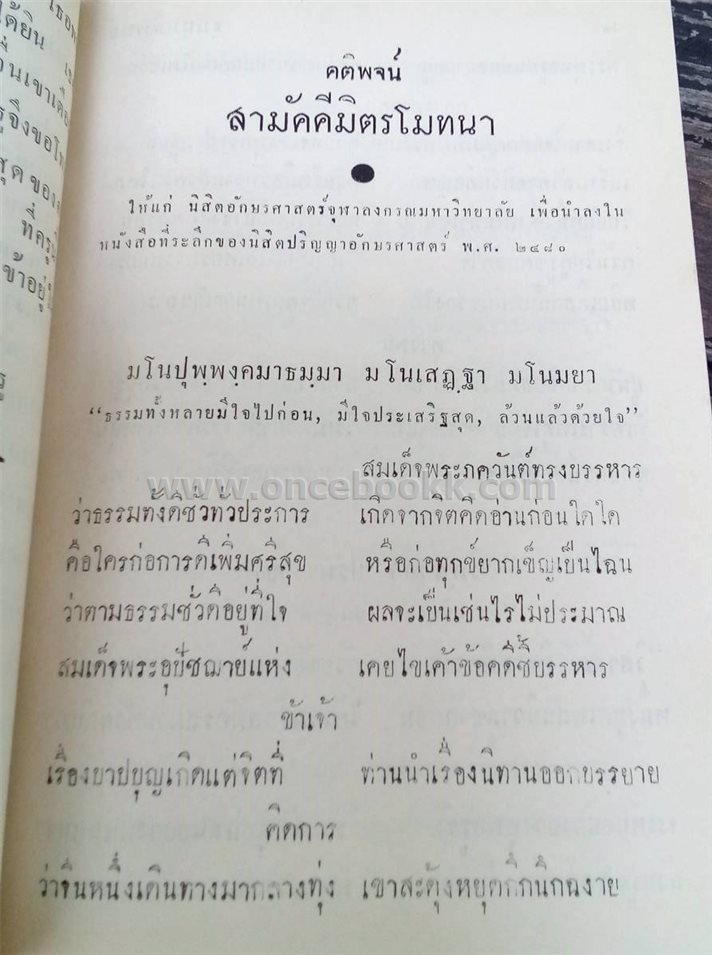 คติพจน์
สามัคคีมิตรโมทนา
ให้แก่ นิสิตอักษรศาสตร์จุฬาลงกรณมหาวิทยาลัย เพื่อนำลงใน
หนังสือที่ระลึกของนิสิตปริญญาอักษรศาสตร์ พ.ศ. ๒๔๘๐
มโนปุพฺพงฺคมาธมฺมา มโนเสฏฺฐา มโนมยา
“ธรรมทั้งหลายมีใจไปก่อน, มีใจประเสริฐสุด, ล้วนแล้วด้วยใจ”
สมเด็จพระภควันต์ทรงบรรหาร
www.oncebookk.com
ว่าธรรมทั้งดีชั่วทั่วประการ เกิดจากจิตคิดอ่านก่อนใดใด
คือใครก่อการดีเพิ่มศรีสุข หรือก่อทุกข์ยากเข็ญเป็นไฉน
ว่าตามธรรมชั่วดีอยู่ที่ใจ ผลจะเป็นเช่นไรไม่ประมาณ
สมเด็จพระอุปัชฌาย์แห่ง เคยไขเค้าข้อคดีชี้บรรหาร
ข้าเจ้า
เรื่องบาปบุญเกิดแต่จิตที่ ท่านนำเรื่องนิทานออกบรรยาย
คิดการ
ว่าจีนหนึ่งเดินทางมากลางทุ่ง เขาสะดุ้งหยุดกึกนึกฉงาย
ได้ยิน
ที่ครู